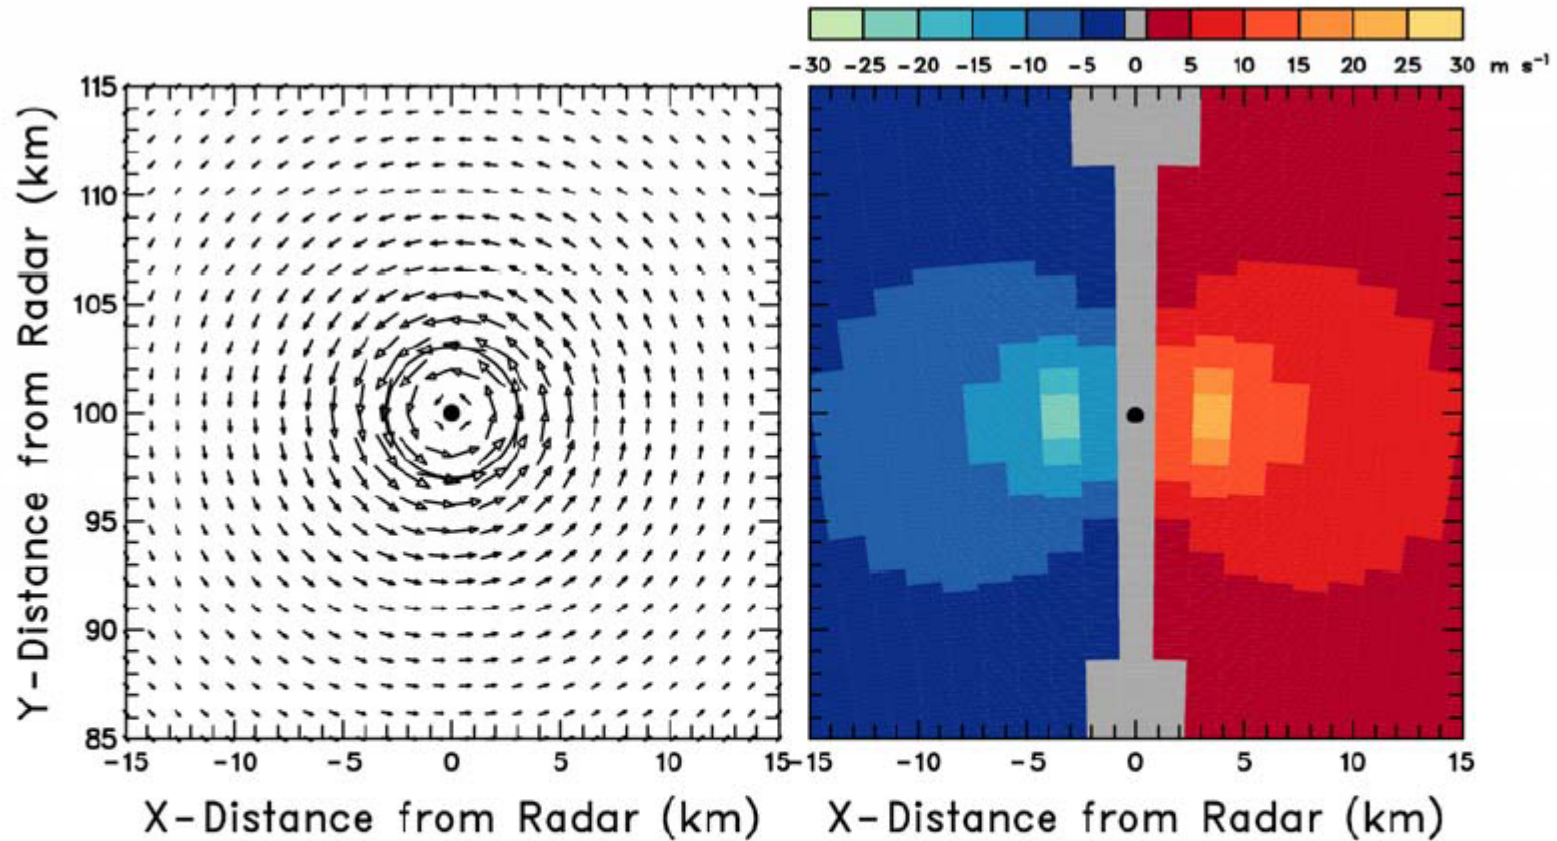 -30 -25 -20 -15 -10 -5 0 5 10 15 20 25 30 m s⁻¹
115
110
105
100
95
90
85
Y-Distance from Radar (km)
-15 -10 -5 0 5 10 15
-15 -10 -5 0 5 10 15
X-Distance from Radar (km)
X-Distance from Radar (km)